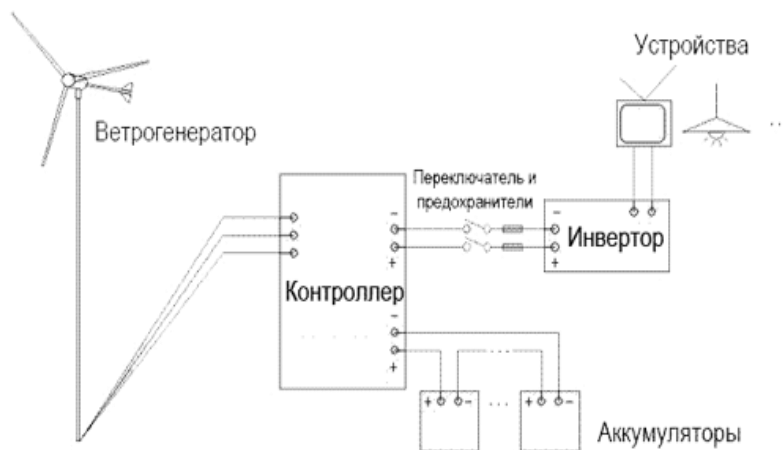 Устройства
Ветрогенератор
...
Переключатель и
предохранители
-
-
Инвертор
+
+
Контроллер
-
+
...
+ -
...
+ -
Аккумуляторы